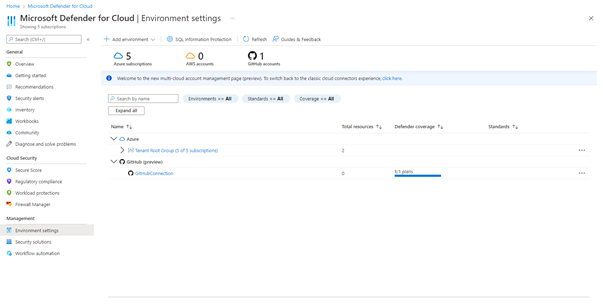 Home > Microsoft Defender for Cloud
Microsoft Defender for Cloud | Environment settings ...
Showing 5 subscriptions
Search (Ctrl+/)
Add environment
SQL Information Protection
Refresh
Guides & Feedback
General
Overview
Getting started
Recommendations
Security alerts
Inventory
Workbooks
Community
Diagnose and solve problems
Cloud Security
Secure Score
Regulatory compliance
Workload protections
Firewall Manager
Management
Environment settings
Security solutions
Workflow automation
5
Azure subscriptions
0
AWS accounts
1
GitHub accounts
Welcome to the new multi-cloud account management page (preview). To switch back to the classic cloud connectors experience, click here.
Search by name
Environments == All
Standards == All
Coverage == All
Expand all
Name
Total resources
Defender coverage
Standards
Azure
Tenant Root Group (5 of 5 subscriptions)
2
GitHub (preview)
GitHubConnection
0
1/1 plans